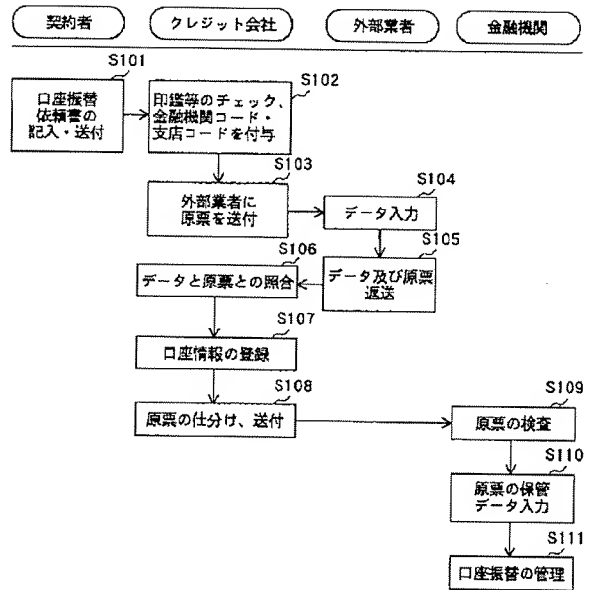 契約者
クレジット会社
外部業者
金融機関
S101
口座振替
依頼書の
記入・送付
S102
印鑑等のチェック、
金融機関コード・
支店コードを付与
S103
外部業者に
原票を送付
S104
データ入力
S105
データ及び原票
返送
S106
データと原票との照合
S107
口座情報の登録
S108
原票の仕分け、送付
S109
原票の検査
S110
原票の保管
データ入力
S111
口座振替の管理